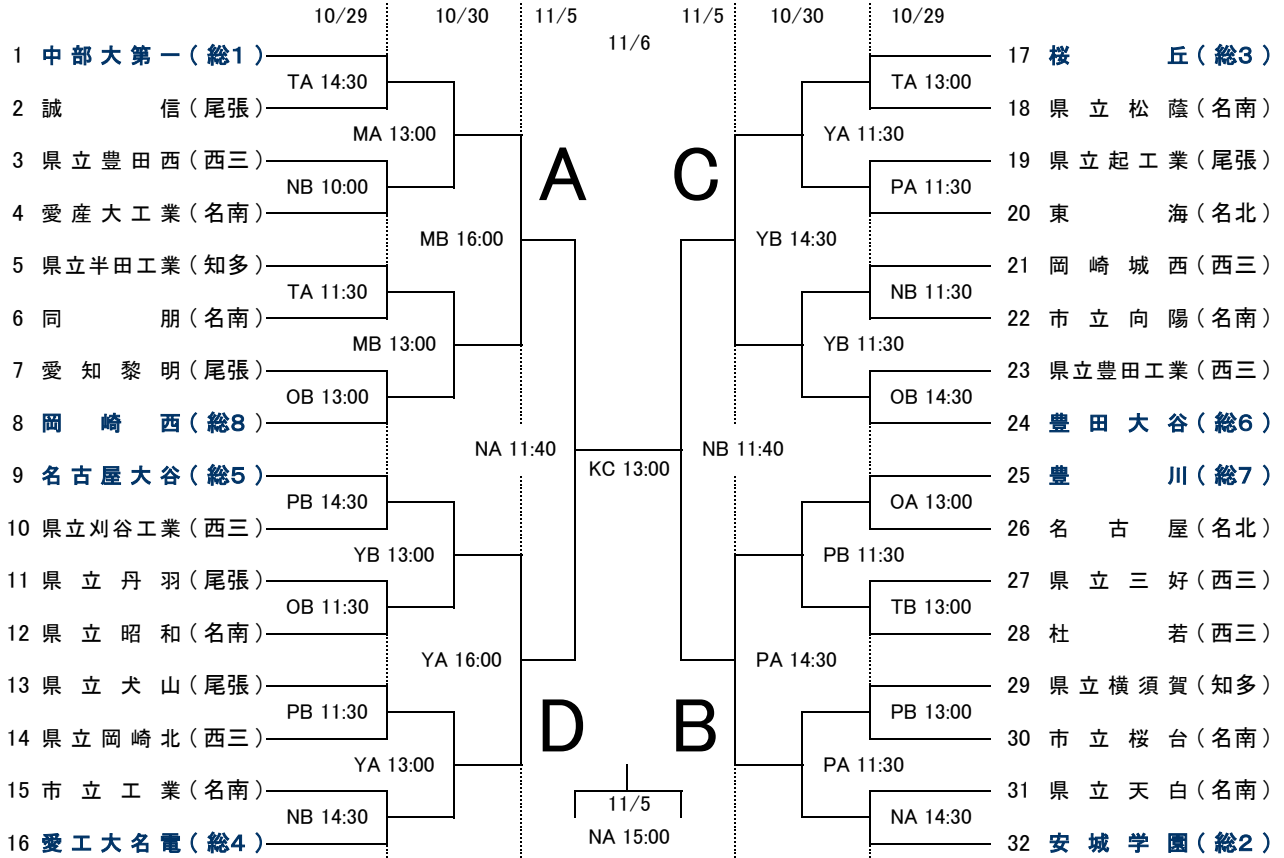 10/29 10/30 11/5 11/5 10/30 10/29
11/6
1 中部大第一(総1)
TA 14:30
2 誠信(尾張)
MA 13:00
3 県立豊田西(西三)
NB 10:00
4 愛産大工業(名南)
A
MB 16:00
5 県立半田工業(知多)
TA 11:30
6 同朋(名南)
MB 13:00
7 愛知黎明(尾張)
OB 13:00
8 岡崎西(総8)
NA 11:40
9 名古屋大谷(総5)
PB 14:30
10 県立刈谷工業(西三)
YB 13:00
11 県立丹羽(尾張)
OB 11:30
12 県立昭和(名南)
YA 16:00
13 県立犬山(尾張)
PB 11:30
14 県立岡崎北(西三)
D
YA 13:00
15 市立工業(名南)
NB 14:30
16 愛工大名電(総4)
KC 13:00
11/5
NA 15:00
17 桜丘(総3)
TA 13:00
18 県立松蔭(名南)
YA 11:30
19 県立起工業(尾張)
PA 11:30
20 東海(名北)
C
YB 14:30
21 岡崎城西(西三)
NB 11:30
22 市立向陽(名南)
YB 11:30
23 県立豊田工業(西三)
OB 14:30
24 豊田大谷(総6)
NB 11:40
25 豊川(総7)
OA 13:00
26 名古屋(名北)
PB 11:30
27 県立三好(西三)
TB 13:00
28 杜若(西三)
PA 14:30
29 県立横須賀(知多)
PB 13:00
30 市立桜台(名南)
B
PA 11:30
31 県立天白(名南)
NA 14:30
32 安城学園(総2)